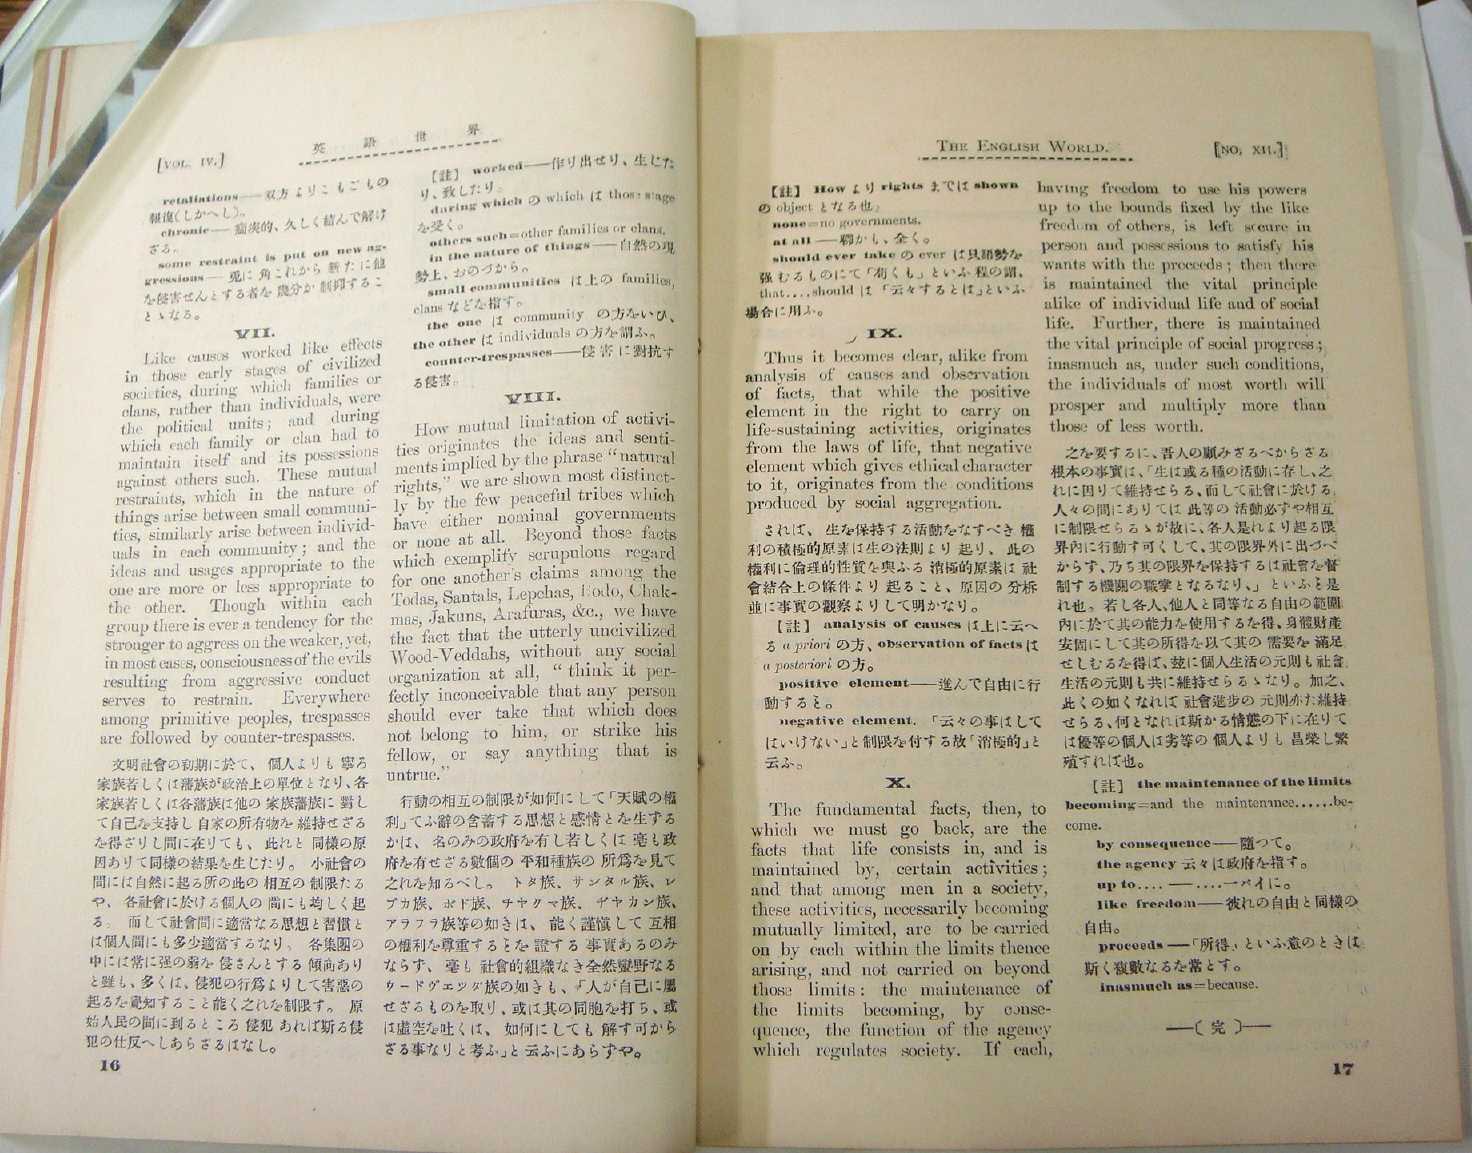 [VOL. IV.]
英語世界
retaliations——双方よりこもごもの
報復(しかへし)。
chronic——痼疾的、久しく結んで解け
ざる。
some restraint is put on new ag-
gressions——兎に角これから新たに他
を侵害せんとする者を幾分か制抑するこ
とゝなる。
VII.
Like causes worked like effects
in those early stages of civilized
societies, during which families or
clans, rather than individuals, were
the political units; and during
which each family or clan had to
maintain itself and its possessions
against others such. These mutual
restraints, which in the nature of
things arise between small communi-
ties, similarly arise between individ-
uals in each community; and the
ideas and usages appropriate to the
one are more or less appropriate to
the other. Though within each
group there is ever a tendency for the
stronger to aggress on the weaker, yet,
in most cases, consciousness of the evils
resulting from aggressive conduct
serves to restrain. Everywhere
among primitive peoples, trespasses
are followed by counter-trespasses.
文明社會の初期に於て、個人よりも寧ろ
家族若しくは藩族が政治上の單位となり、各
家族若しくは各藩族は他の家族藩族に對し
て自己を支持し自家の所有物を維持せざる
を得ざりし間に在りても、此れと同樣の原
因ありて同樣の結果を生じたり。小社會の
間には自然に起る所の此の相互の制限たる
や、各社會に於ける個人の間にも均しく起
る。而して社會間に適當なる思想と習慣と
は個人間にも多少適當するなり。各集團の
中には常に强の弱を侵さんとする傾向あり
と雖も、多くは、侵犯の行爲よりして害惡の
起るを覺知すること能く之れを制限す。原
始人民の間に到るところ侵犯あれば斯る侵
犯の仕反へしあらざるはなし。
16
【註】worked——作り出せり、生じた
り、致したり。
during which の which は those stage
を受く。
others such=other families or clans.
in the nature of things——自然の現
勢上、おのづから。
small communities は上の families,
clans などを指す。
the one は community の方をいひ、
the other は individuals の方を謂ふ。
counter-trespasses——侵害に對抗す
る侵害。
VIII.
How mutual limitation of activi-
ties originates the ideas and senti-
ments implied by the phrase "natural
rights," we are shown most distinct-
ly by the few peaceful tribes which
have either nominal governments
or none at all. Beyond those facts
which exemplify scrupulous regard
for one another's claims among the
Todas, Santals, Lepchas, Bodo, Chak-
mas, Jakuns, Arafuras, &c., we have
the fact that the utterly uncivilized
Wood-Veddahs, without any social
organization at all, "think it per-
fectly inconceivable that any person
should ever take that which does
not belong to him, or strike his
fellow, or say anything that is
untrue."
行動の相互の制限が如何にして「天賦の權
利」てふ辭の含蓄する思想と感情とを生ずる
かは、名のみの政府を有し若しくは毫も政
府を有せざる數個の平和種族の所爲を見て
之れを知るべし。トダ族、サンタル族、レ
プカ族、ボド族、チヤクマ族、ヂヤカン族、
アラフラ族等の如きは、能く謹愼して互相
の權利を尊重するとを證する事實あるのみ
ならず、毫も社會的組織なき全然蠻野なる
ウードヴエッダ族の如きも、「人が自己に屬
せざるものを取り、或は其の同胞を打ち、或
は虛空を吐くは、如何にしても解す可から
ざる事なりと考ふ」と云ふにあらずや。
THE ENGLISH WORLD.
[NO. XII.]
【註】How より rights までは shown
の object となる也。
none=no governments.
at all——聊かも、全く。
should ever take の ever は只語勢を
强むるものにて「荀くも」といふ程の謂。
that....should は「云々するとは」といふ
場合に用ふ。
IX.
Thus it becomes clear, alike from
analysis of causes and observation
of facts, that while the positive
element in the right to carry on
life-sustaining activities, originates
from the laws of life, that negative
element which gives ethical character
to it, originates from the conditions
produced by social aggregation.
されば、生を保持する活動をなすべき權
利の積極的原素は生の法則より起り、此の
權利に倫理的性質を與ふる消極的原素は社
會結合上の條件より起ること、原因の分柝
並に事實の觀察よりして明かなり。
【註】analysis of causes は上に云へ
る a priori の方、observation of facts は
a posteriori の方。
positive element——進んで自由に行
動すると。
negative element.「云々の事はして
はいけない」と制限を付する故「消極的」と
云ふ。
X.
The fundamental facts, then, to
which we must go back, are the
facts that life consists in, and is
maintained by, certain activities;
and that among men in a society,
these activities, necessarily becoming
mutually limited, are to be carried
on by each within the limits thence
arising, and not carried on beyond
those limits: the maintenance of
the limits becoming, by conse-
quence, the function of the agency
which regulates society. If each,
having freedom to use his powers
up to the bounds fixed by the like
freedom of others, is left secure in
person and possessions to satisfy his
wants with the proceeds; then there
is maintained the vital principle
alike of individual life and of social
life. Further, there is maintained
the vital principle of social progress;
inasmuch as, under such conditions,
the individuals of most worth will
prosper and multiply more than
those of less worth.
之を要するに、吾人の顧みざるべからざる
根本の事實は、「生は或る種の活動に存し、之
れに因りて維持せらる、而して社會に於ける
人々の間にありては此等の活動必ずや相互
に制限せらるゝが故に、各人是れより起る限
界內に行動す可くして、其の限界外に出づべ
からず、乃ち其の限界を保持するは社會を督
制する機關の職掌となるなり、」といふと是
れ也。若し各人、他人と同等なる自由の範圍
內に於て其の能力を使用するを得、身體財產
安固にして其の所得を以て其の需要を滿足
せしむるを得ば、玆に個人生活の元則も社會
生活の元則も共に維持せらるゝなり。加之、
此くの如くなれば社會進步の元則亦た維持
せらる、何となれば斯かる情態の下に在りて
は優等の個人は劣等の個人よりも昌榮し繁
殖すれば也。
【註】the maintenance of the limits
becoming=and the maintenance......be-
come.
by consequence——隨つて。
the agency 云々は政府を指す。
up to....——....一パイに。
like freedom——彼れの自由と同樣の
自由。
proceeds——「所得」といふ意のときは
斯く複數なるを常とす。
inasmuch as=because.
——〔完〕——
17